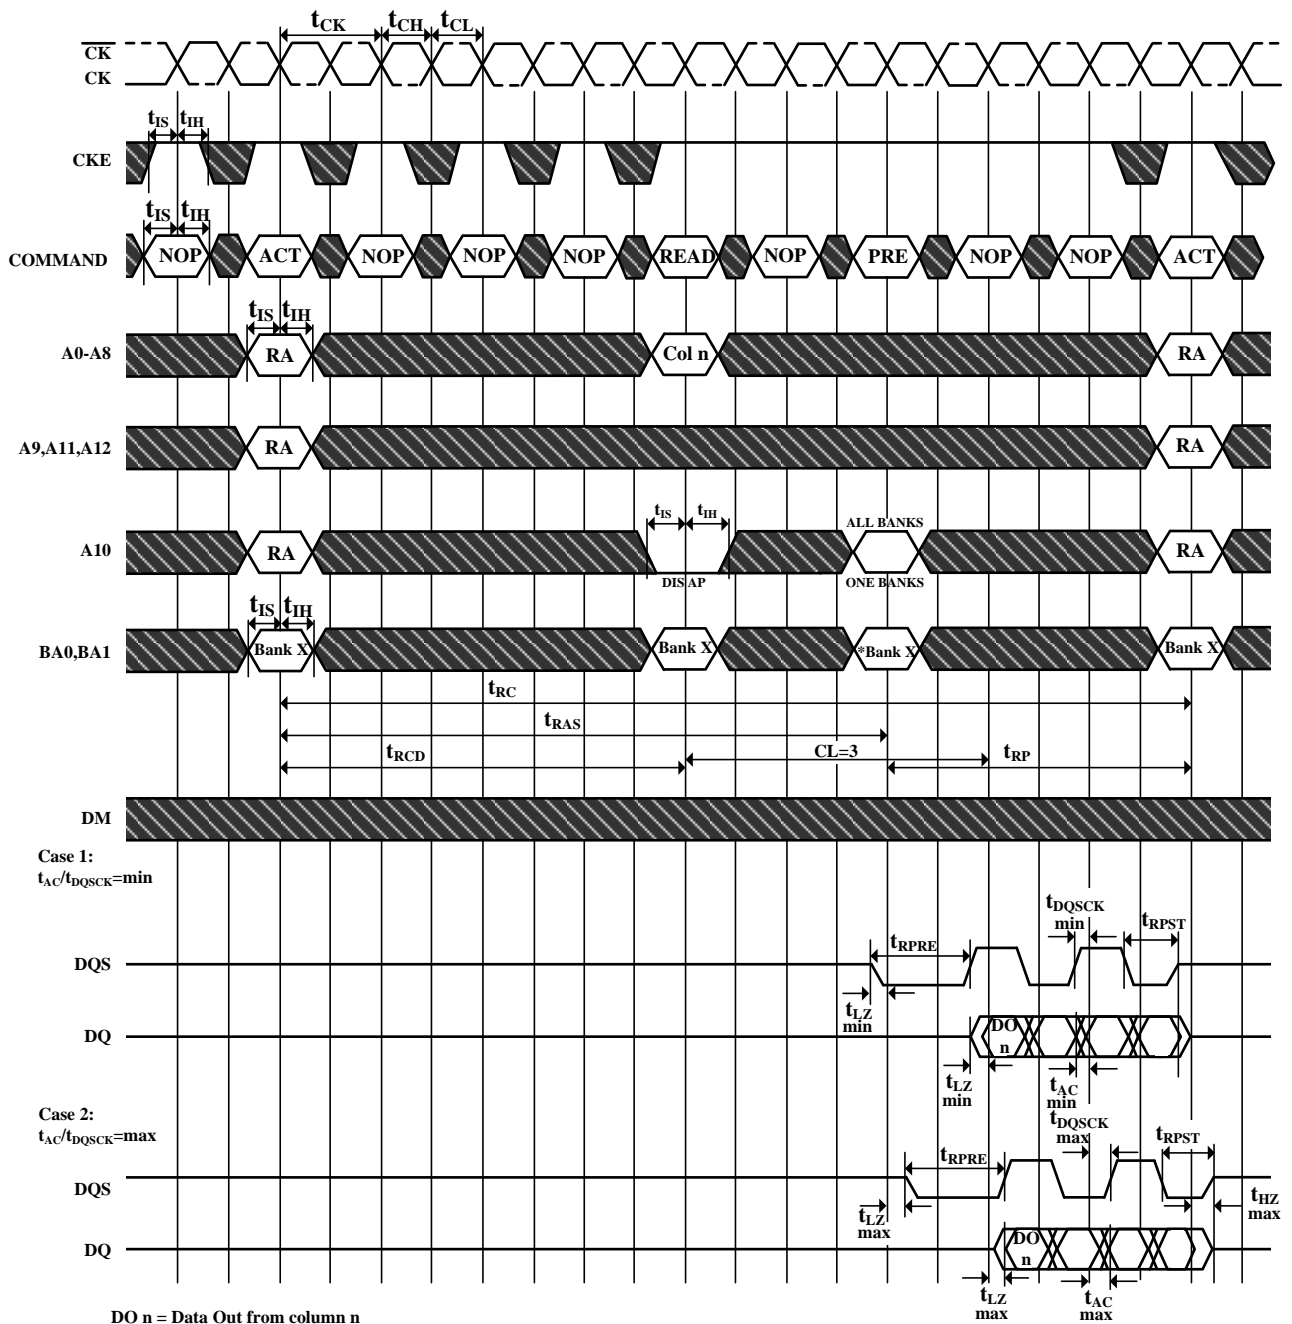 tCK tCH tCL
CK
CK
tIS tIH
CKE
tIS tIH
COMMAND NOP ACT NOP NOP NOP READ NOP PRE NOP NOP ACT
tIS tIH
A0-A8 RA Col n RA
A9,A11,A12 RA RA
tIS tIH ALL BANKS
A10 RA RA
DIS AP ONE BANKS
tIS tIH
BA0,BA1 Bank X Bank X *Bank X Bank X
tRC
tRAS
tRCD CL=3 tRP
DM
Case 1:
tAC/tDQSCK=min
tDQSCK
min
tRPST
tRPRE
DQS
tLZ
min
DQ
DO
n
tLZ
min
tAC
min
Case 2:
tAC/tDQSCK=max
tDQSCK
max
tRPST
tRPRE
DQS
tLZ
max
tHZ
max
DQ
DO
n
tLZ
max
tAC
max
DO n = Data Out from column n